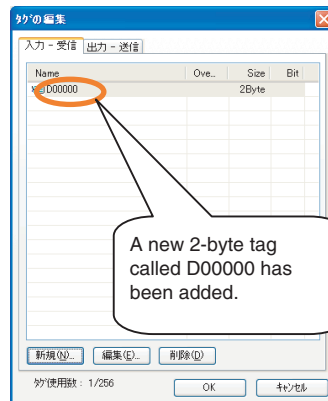 ﾀｸﾞの編集
入力 - 受信 出力 - 送信
Name Ove... Size Bit
D00000 2Byte
A new 2-byte tag
called D00000 has
been added.
新規(N)... 編集(E)... 削除(D)
ﾀｸﾞ使用数 : 1/256
OK ｷｬﾝｾﾙ